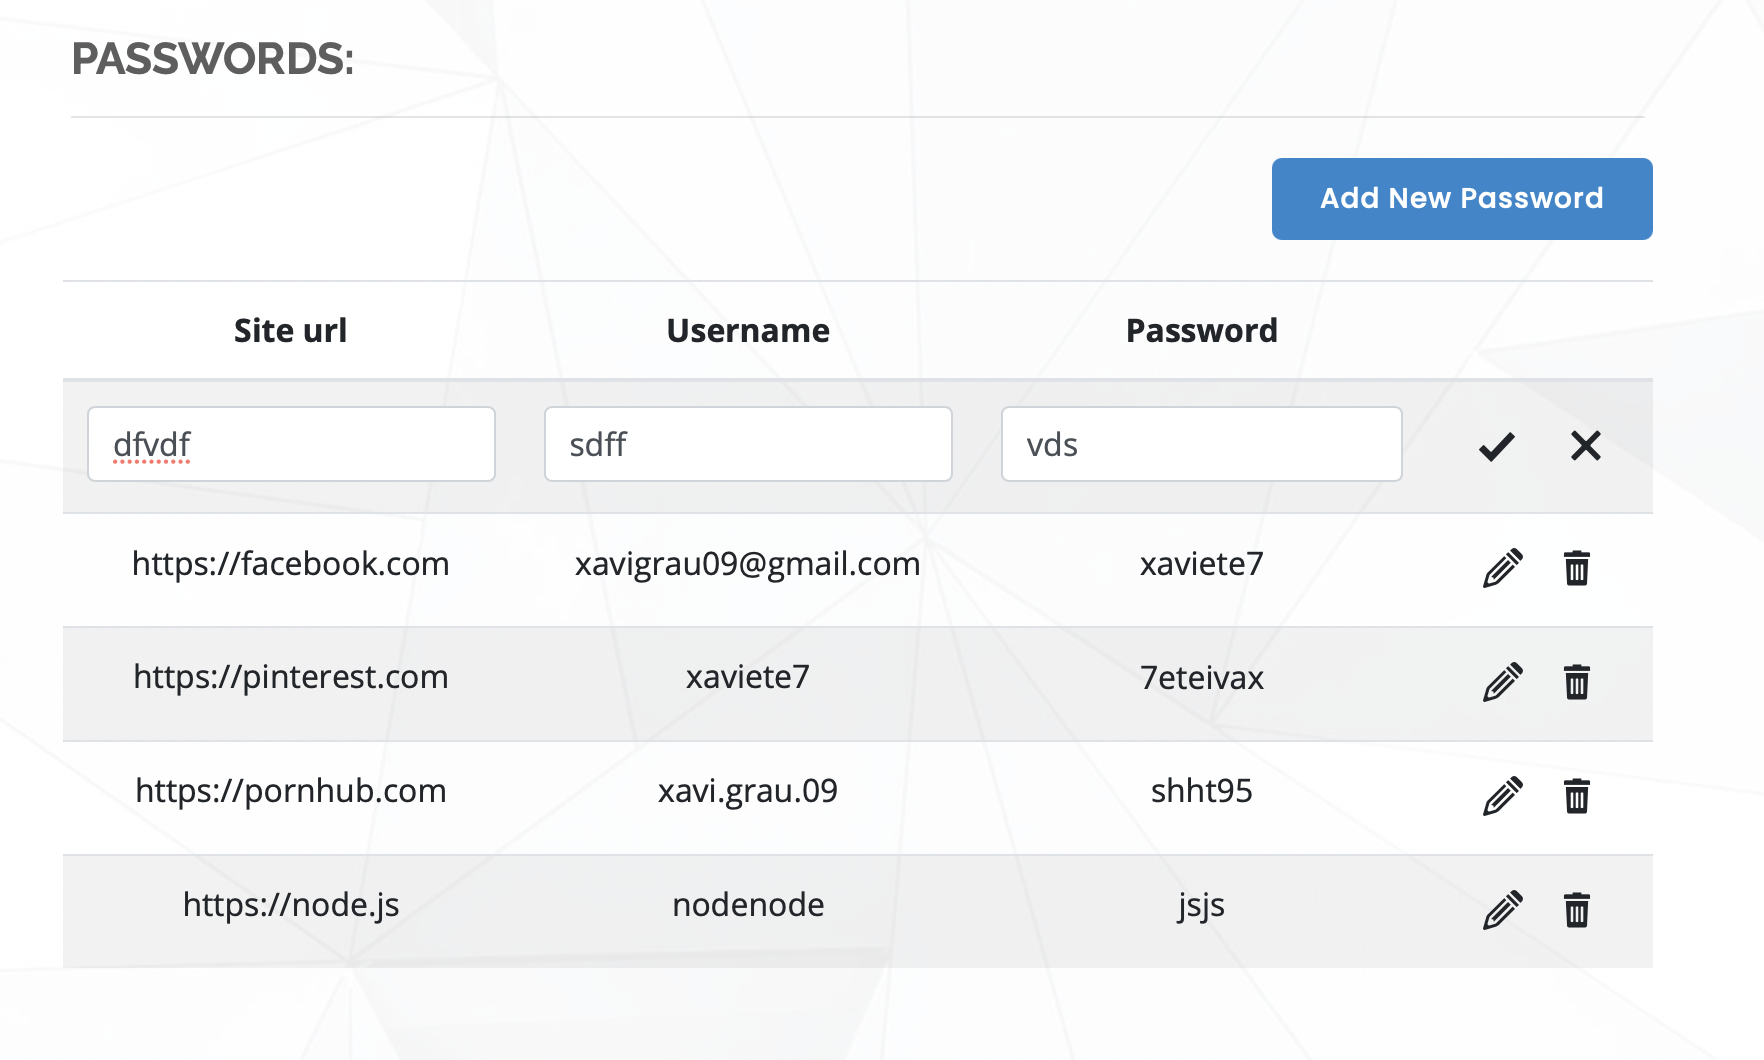 PASSWORDS:
Add New Password
Site url Username Password
dfvdf sdff vds
https://facebook.com xavigrau09@gmail.com xaviete7
https://pinterest.com xaviete7 7eteivax
https://pornhub.com xavi.grau.09 shht95
https://node.js nodenode jsjs